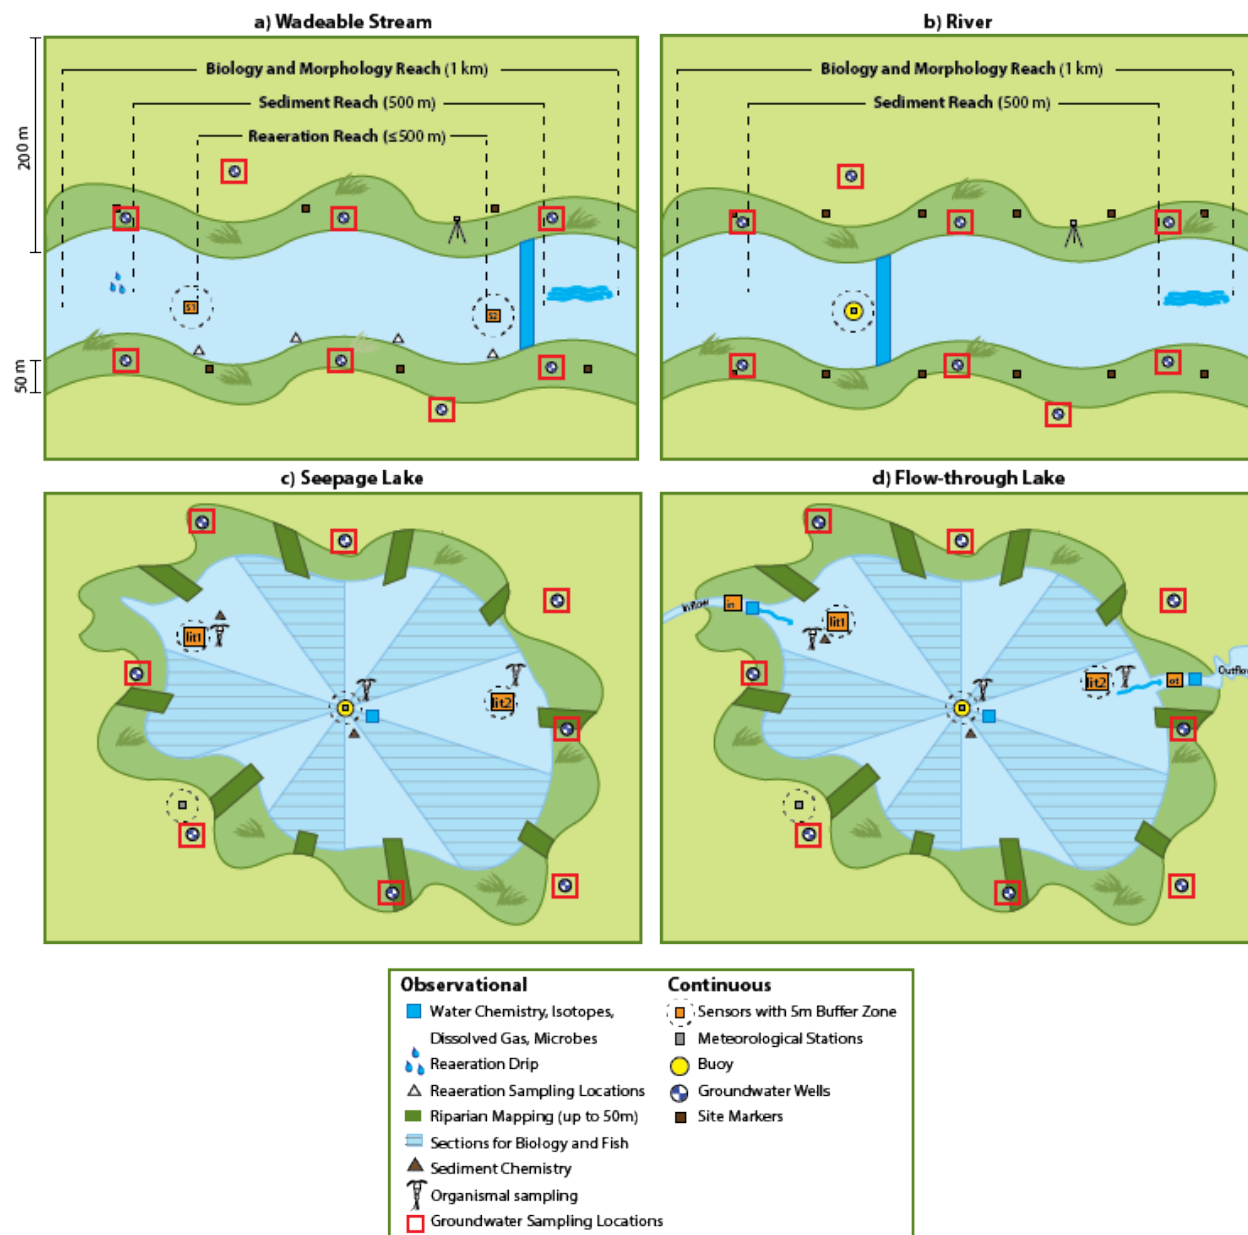 a) Wadeable Stream
b) River
Biology and Morphology Reach (1 km)
Sediment Reach (500 m)
Reaeration Reach (≤500 m)
200 m
50 m
S1
S2
Biology and Morphology Reach (1 km)
Sediment Reach (500 m)
c) Seepage Lake
d) Flow-through Lake
lit1
lit2
Inflow
in
lit1
lit2
ot
Outflow
Observational
Water Chemistry, Isotopes,
Dissolved Gas, Microbes
Reaeration Drip
Reaeration Sampling Locations
Riparian Mapping (up to 50m)
Sections for Biology and Fish
Sediment Chemistry
Organismal sampling
Groundwater Sampling Locations
Continuous
Sensors with 5m Buffer Zone
Meteorological Stations
Buoy
Groundwater Wells
Site Markers